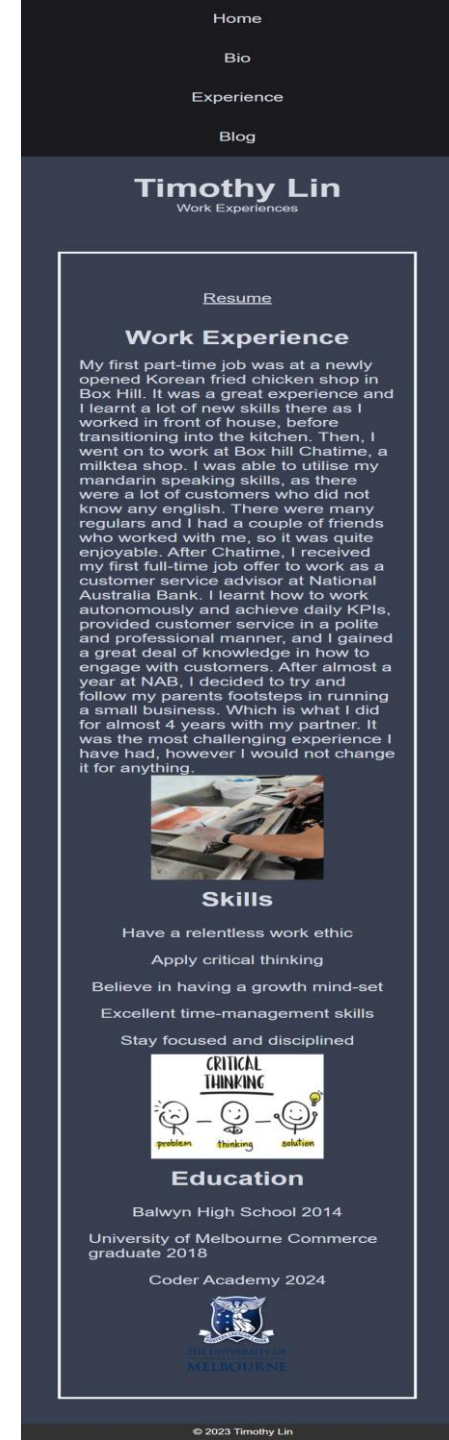 Home
Bio
Experience
Blog
Timothy Lin
Work Experiences
Resume
Work Experience
My first part-time job was at a newly
opened Korean fried chicken shop in
Box Hill. It was a great experience and
I learnt a lot of new skills there as I
worked in front of house, before
transitioning into the kitchen. Then, I
went on to work at Box hill Chatime, a
milktea shop. I was able to utilise my
mandarin speaking skills, as there
were a lot of customers who did not
know any english. There were many
regulars and I had a couple of friends
who worked with me, so it was quite
enjoyable. After Chatime, I received
my first full-time job offer to work as a
customer service advisor at National
Australia Bank. I learnt how to work
autonomously and achieve daily KPIs,
provided customer service in a polite
and professional manner, and I gained
a great deal of knowledge in how to
engage with customers. After almost a
year at NAB, I decided to try and
follow my parents footsteps in running
a small business. Which is what I did
for almost 4 years with my partner. It
was the most challenging experience I
have had, however I would not change
it for anything.
Skills
Have a relentless work ethic
Apply critical thinking
Believe in having a growth mind-set
Excellent time-management skills
Stay focused and disciplined
CRITICAL
THINKING
problem thinking solution
Education
Balwyn High School 2014
University of Melbourne Commerce
graduate 2018
Coder Academy 2024
THE UNIVERSITY OF
MELBOURNE
© 2023 Timothy Lin